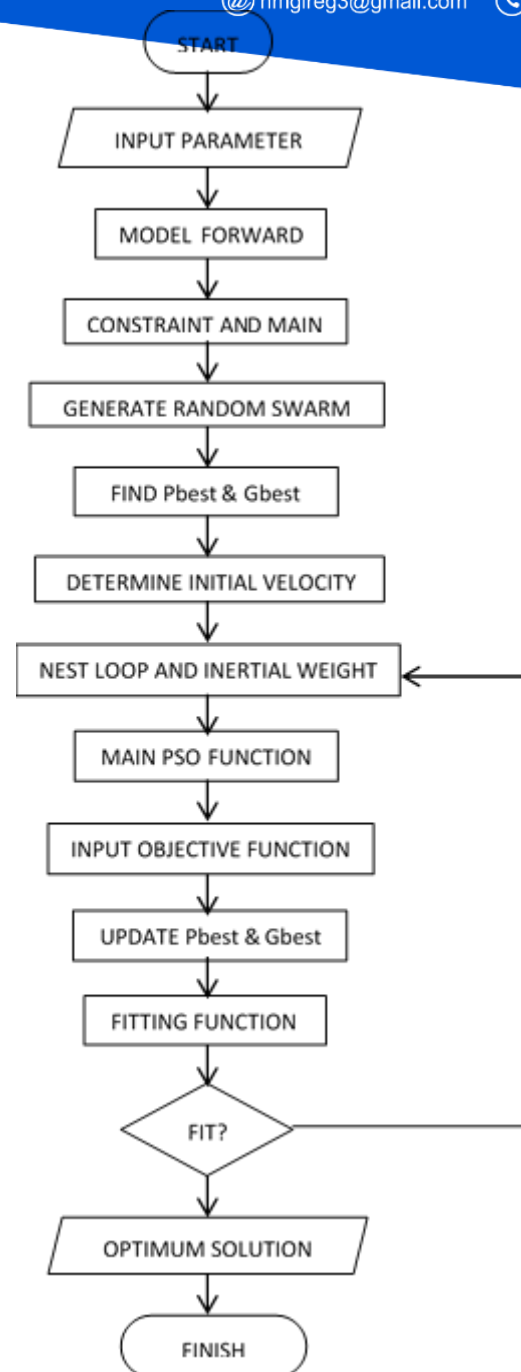 START
INPUT PARAMETER
MODEL FORWARD
CONSTRAINT AND MAIN
GENERATE RANDOM SWARM
FIND Pbest & Gbest
DETERMINE INITIAL VELOCITY
NEST LOOP AND INERTIAL WEIGHT
MAIN PSO FUNCTION
INPUT OBJECTIVE FUNCTION
UPDATE Pbest & Gbest
FITTING FUNCTION
FIT?
OPTIMUM SOLUTION
FINISH